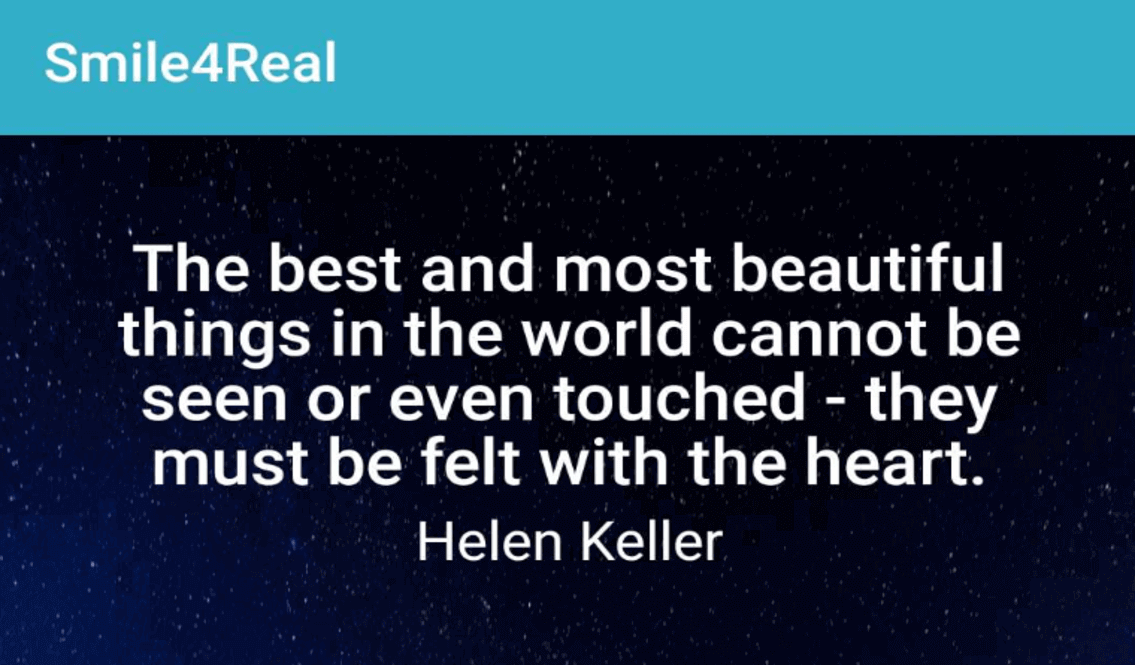 Smile4Real
The best and most beautiful
things in the world cannot be
seen or even touched - they
must be felt with the heart.
Helen Keller